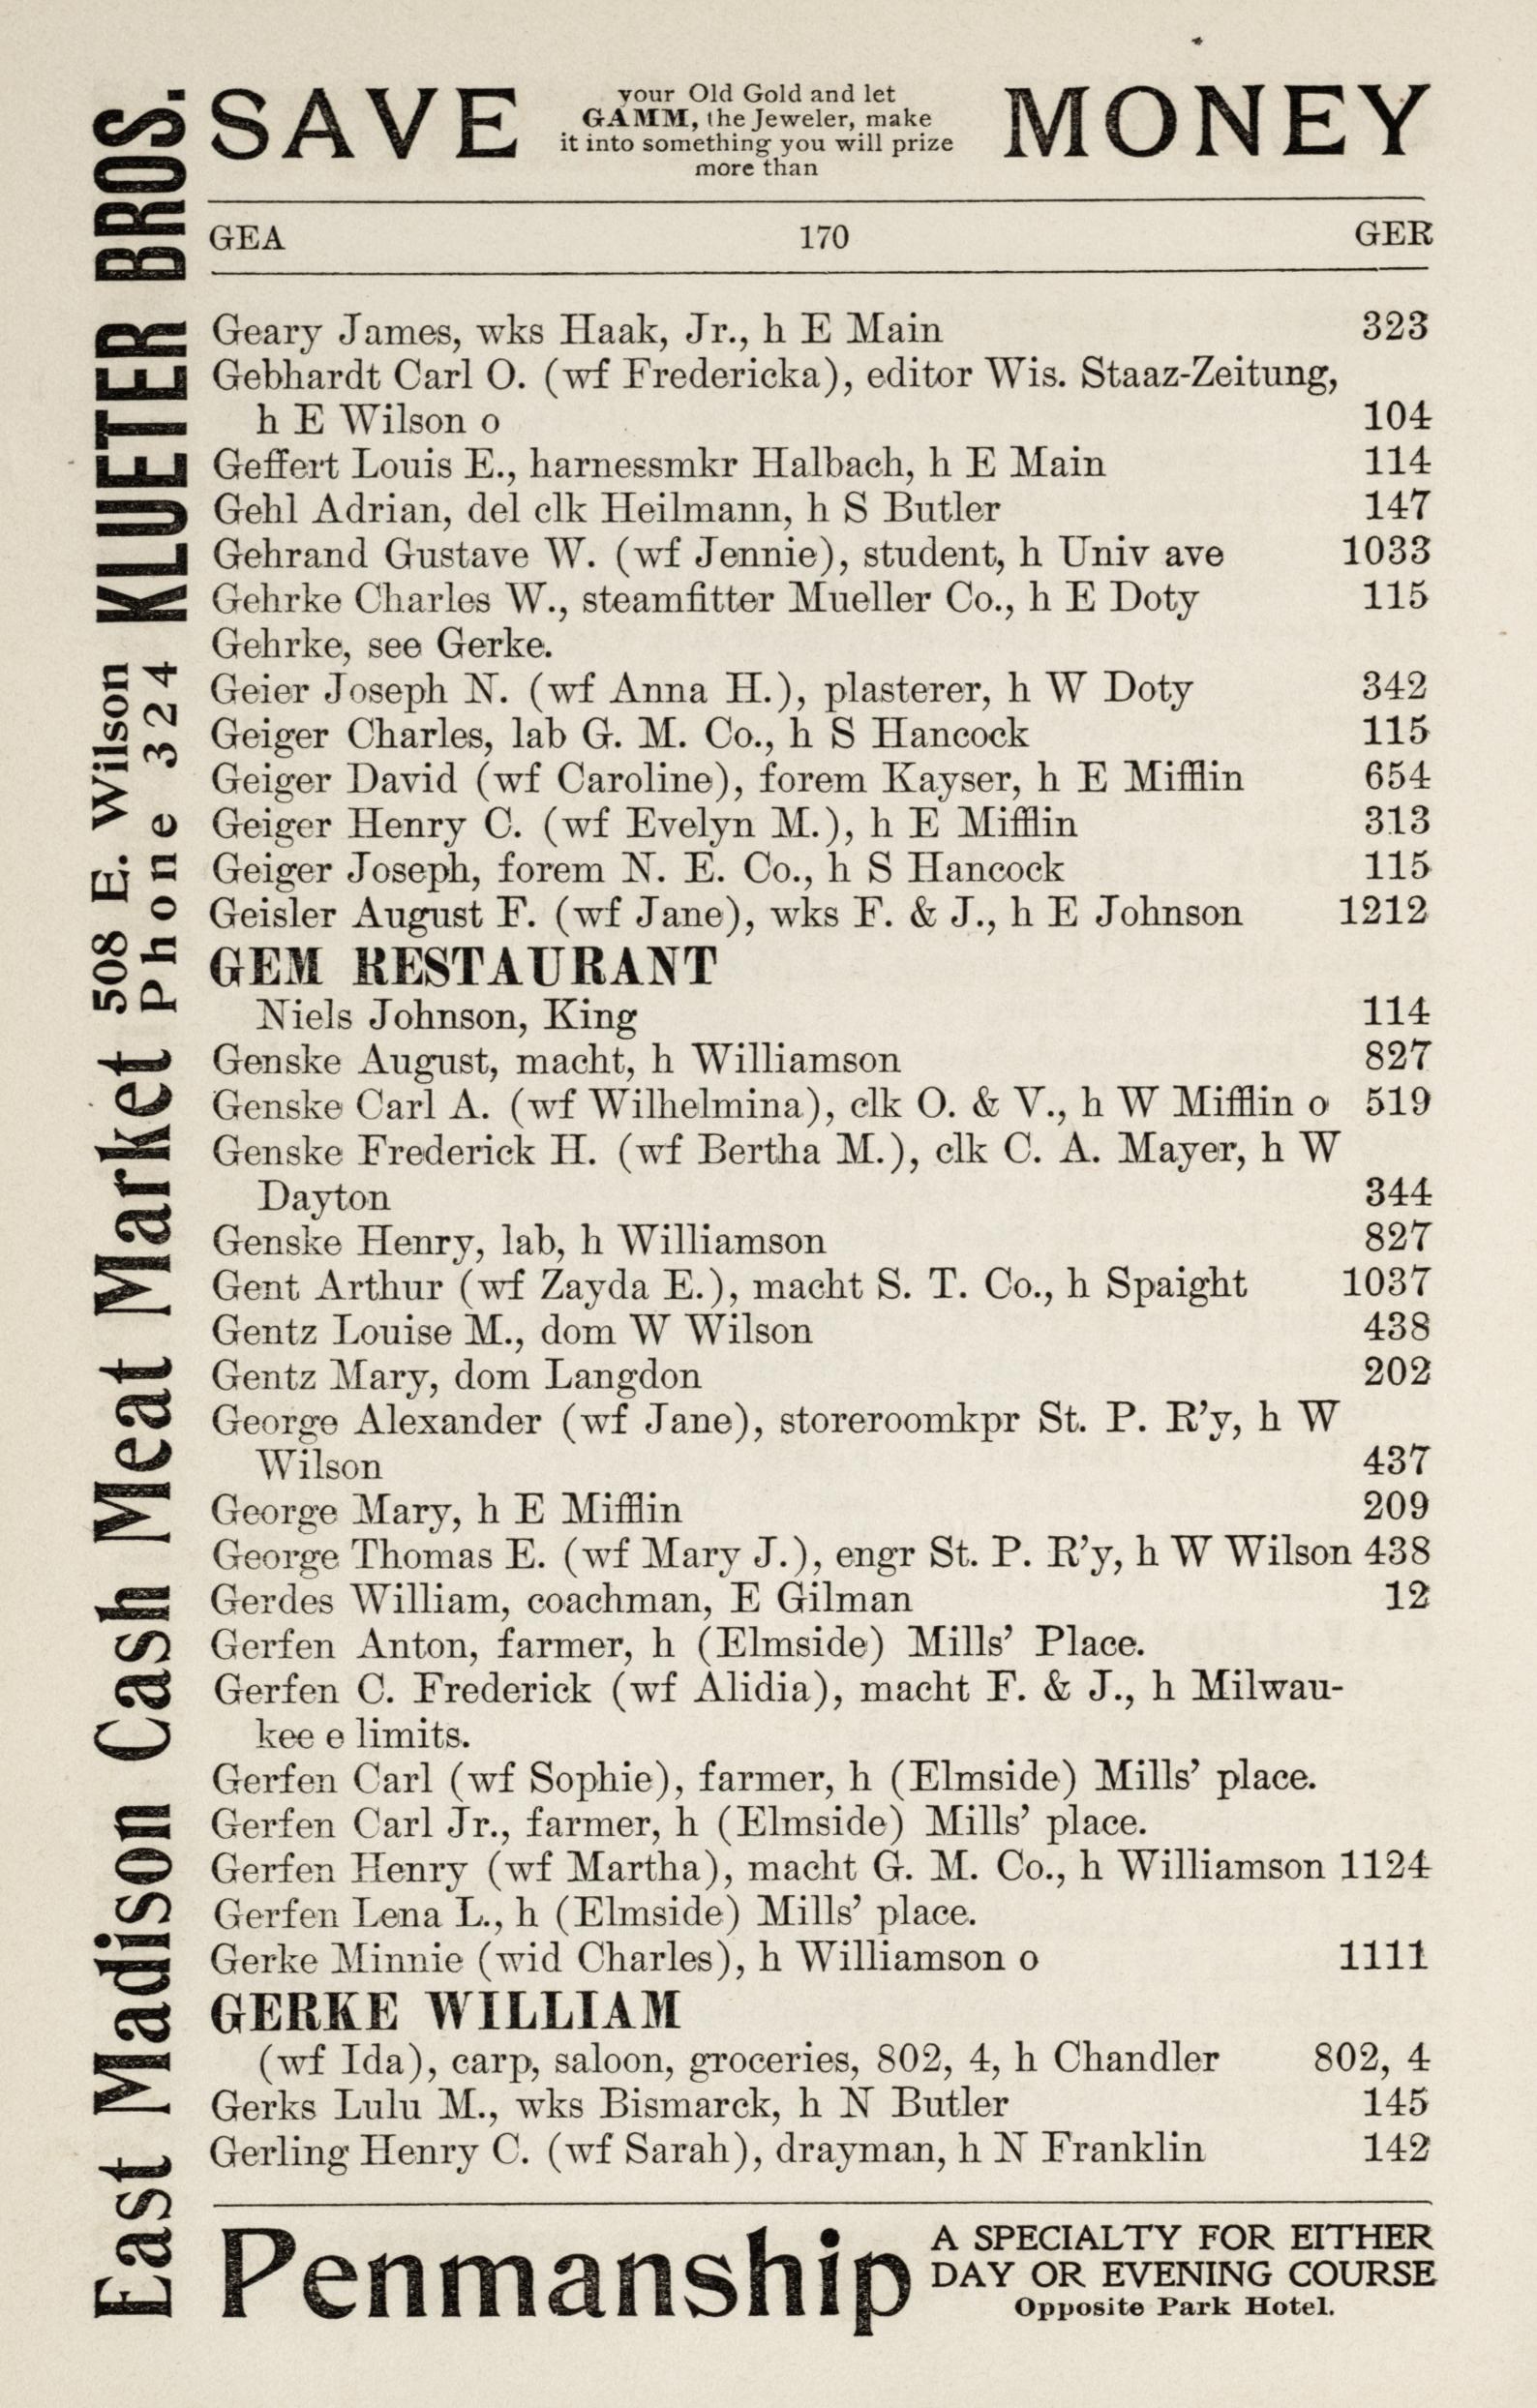 SAVE your Old Gold and let GAMM, the Jeweler, make it into something you will prize more than MONEY
GEA 170 GER
Geary James, wks Haak, Jr., h E Main 323
Gebhardt Carl O. (wf Fredericka), editor Wis. Staaz-Zeitung,
h E Wilson o 104
Geffert Louis E., harnessmkr Halbach, h E Main 114
Gehl Adrian, del clk Heilmann, h S Butler 147
Gehrand Gustave W. (wf Jennie), student, h Univ ave 1033
Gehrke Charles W., steamfitter Mueller Co., h E Doty 115
Gehrke, see Gerke.
Geier Joseph N. (wf Anna H.), plasterer, h W Doty 342
Geiger Charles, lab G. M. Co., h S Hancock 115
Geiger David (wf Caroline), forem Kayser, h E Mifflin 654
Geiger Henry C. (wf Evelyn M.), h E Mifflin 313
Geiger Joseph, forem N. E. Co., h S Hancock 115
Geisler August F. (wf Jane), wks F. & J., h E Johnson 1212
GEM RESTAURANT
Niels Johnson, King 114
Genske August, macht, h Williamson 827
Genske Carl A. (wf Wilhelmina), clk O. & V., h W Mifflin o 519
Genske Frederick H. (wf Bertha M.), clk C. A. Mayer, h W
Dayton 344
Genske Henry, lab, h Williamson 827
Gent Arthur (wf Zayda E.), macht S. T. Co., h Spaight 1037
Gentz Louise M., dom W Wilson 438
Gentz Mary, dom Langdon 202
George Alexander (wf Jane), storeroomkpr St. P. R'y, h W
Wilson 437
George Mary, h E Mifflin 209
George Thomas E. (wf Mary J.), engr St. P. R'y, h W Wilson 438
Gerdes William, coachman, E Gilman 12
Gerfen Anton, farmer, h (Elmside) Mills' Place.
Gerfen C. Frederick (wf Alidia), macht F. & J., h Milwau-
kee e limits.
Gerfen Carl (wf Sophie), farmer, h (Elmside) Mills' place.
Gerfen Carl Jr., farmer, h (Elmside) Mills' place.
Gerfen Henry (wf Martha), macht G. M. Co., h Williamson 1124
Gerfen Lena L., h (Elmside) Mills' place.
Gerke Minnie (wid Charles), h Williamson o 1111
GERKE WILLIAM
(wf Ida), carp, saloon, groceries, 802, 4, h Chandler 802, 4
Gerks Lulu M., wks Bismarck, h N Butler 145
Gerling Henry C. (wf Sarah), drayman, h N Franklin 142
Penmanship A SPECIALTY FOR EITHER
DAY OR EVENING COURSE
Opposite Park Hotel.
East Madison Cash Meat Market 508 E. Wilson Phone 324 KLUETER BROS.